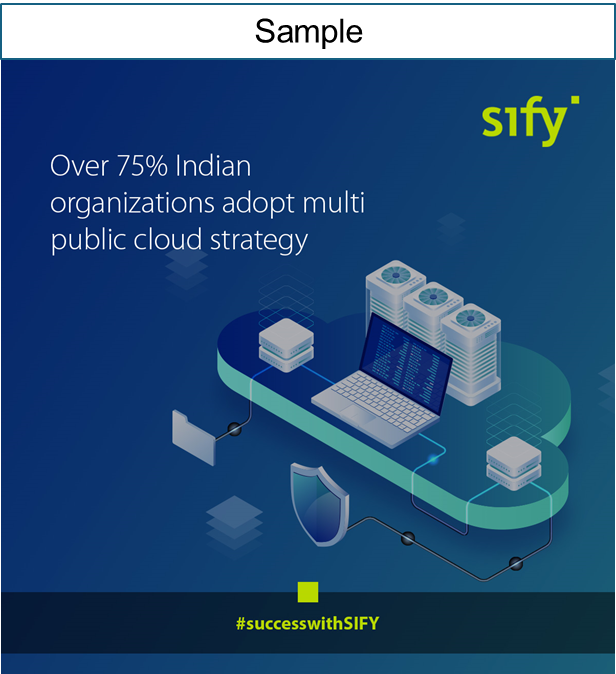 Sample
sify
Over 75% Indian
organizations adopt multi
public cloud strategy
#successwithSIFY